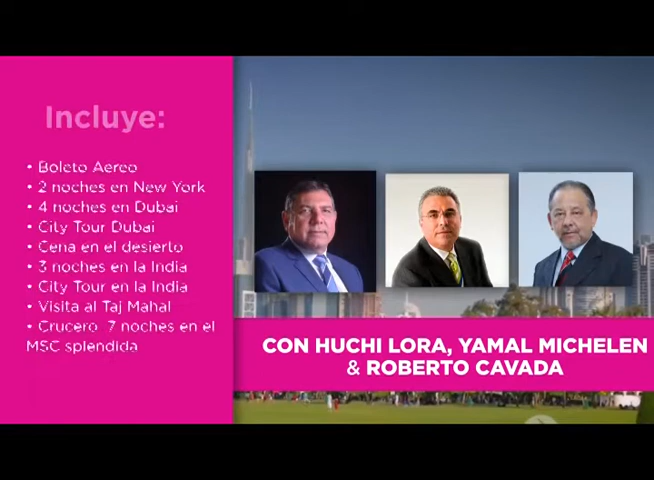 Incluye:
• Boleto Aereo
• 2 noches en New York
• 4 noches en Dubai
• City Tour Dubai
• Cena en el desierto
• 3 noches en la India
• City Tour en la India
• Visita al Taj Mahal
• Crucero 7 noches en el
MSC splendida
CON HUCHI LORA, YAMAL MICHELEN
& ROBERTO CAVADA